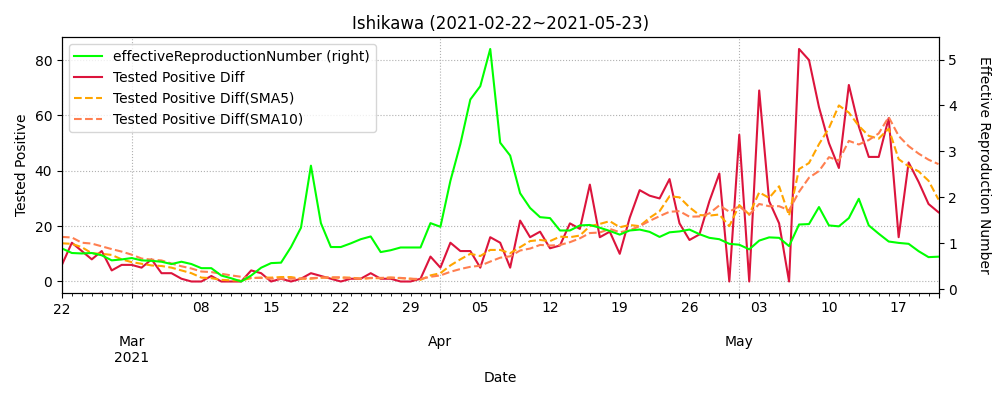 Ishikawa (2021-02-22~2021-05-23)
effectiveReproductionNumber (right)
Tested Positive Diff
Tested Positive Diff(SMA5)
Tested Positive Diff(SMA10)
Tested Positive
80
60
40
20
0
5
4
3
2
1
0
Effective Reproduction Number
22 08 15 22 29 05 12 19 26 03 10 17
Mar Apr May
2021
Date